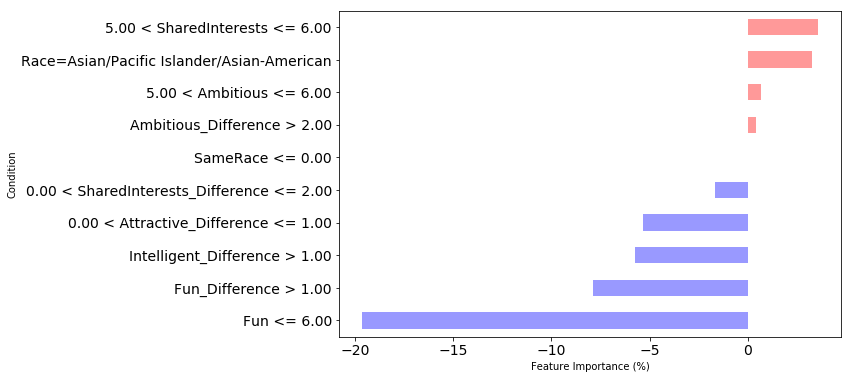 5.00 < SharedInterests <= 6.00
Race=Asian/Pacific Islander/Asian-American
5.00 < Ambitious <= 6.00
Ambitious_Difference > 2.00
SameRace <= 0.00
0.00 < SharedInterests_Difference <= 2.00
0.00 < Attractive_Difference <= 1.00
Intelligent_Difference > 1.00
Fun_Difference > 1.00
Fun <= 6.00
Condition
−20 −15 −10 −5 0
Feature Importance (%)